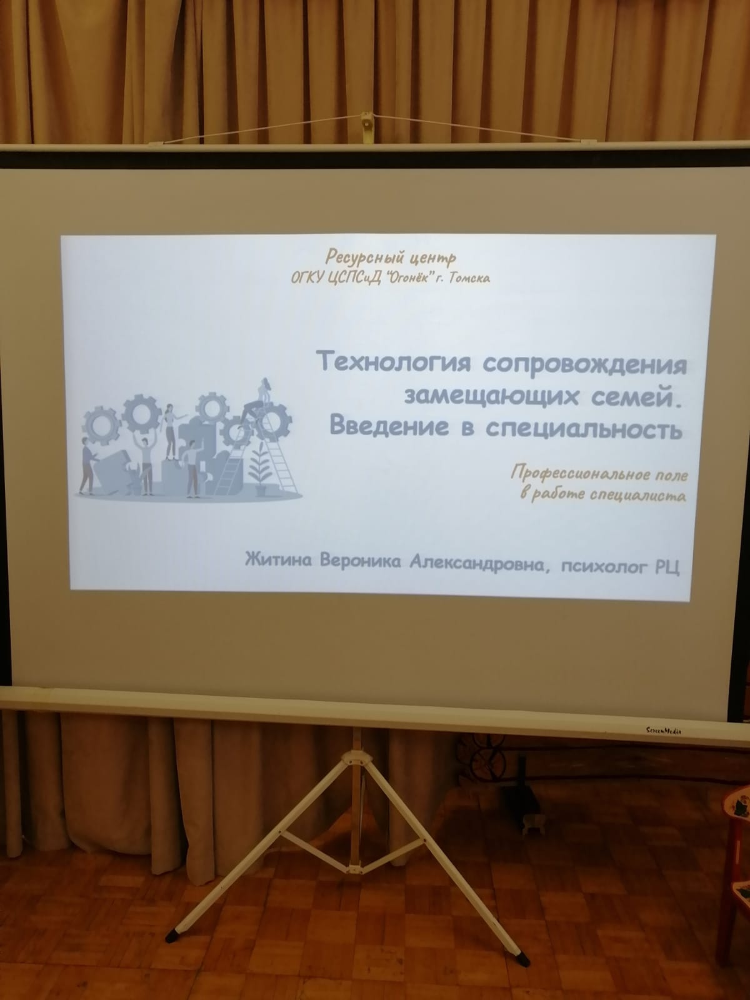 Ресурсный центр
ОГКУ ЦСПСиД “Огонёк” г. Томска
Технология сопровождения
замещающих семей.
Введение в специальность
Профессиональное поле
в работе специалиста
Житина Вероника Александровна, психолог РЦ
ScreenMedia